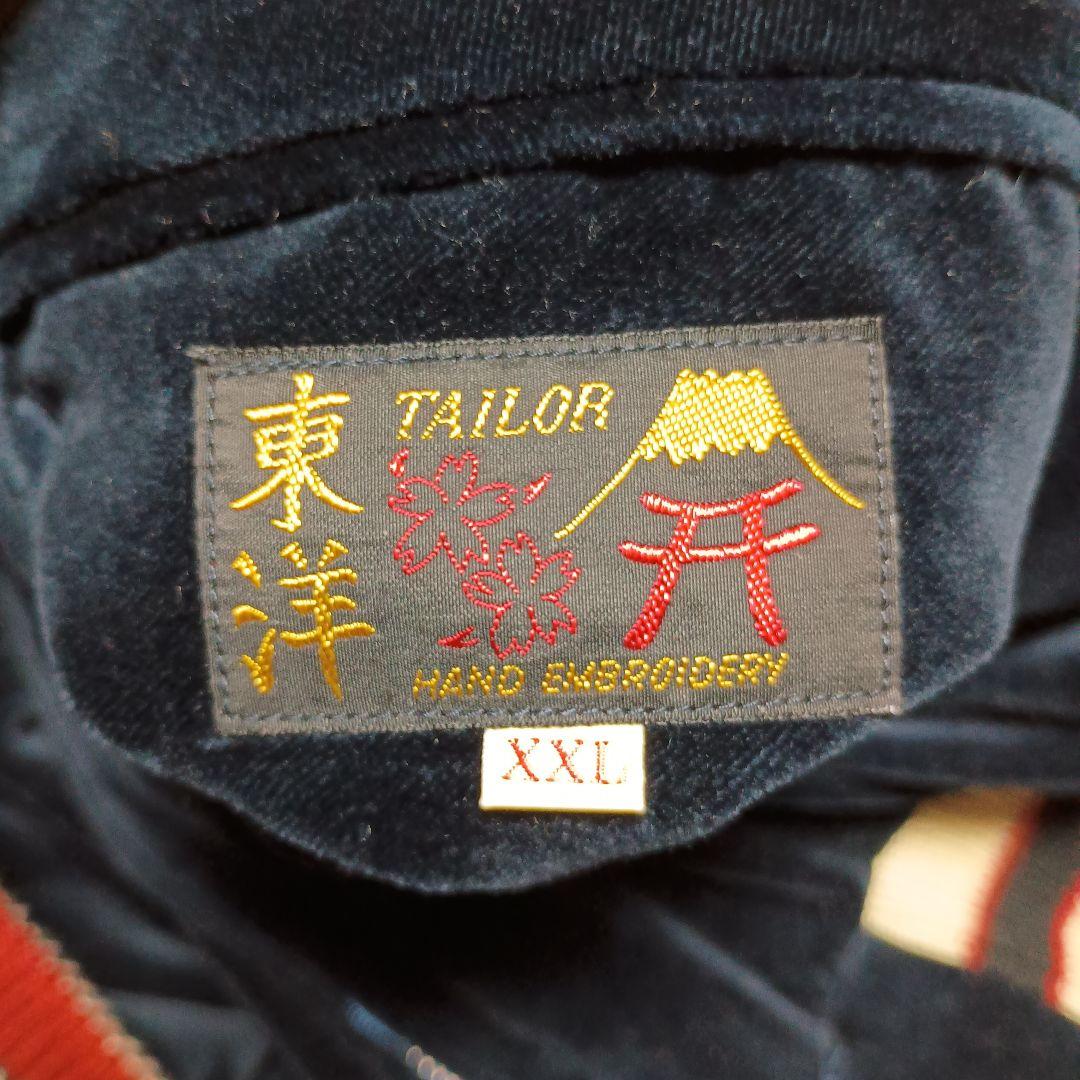 東洋
TAILOR
HAND EMBROIDERY
XXL